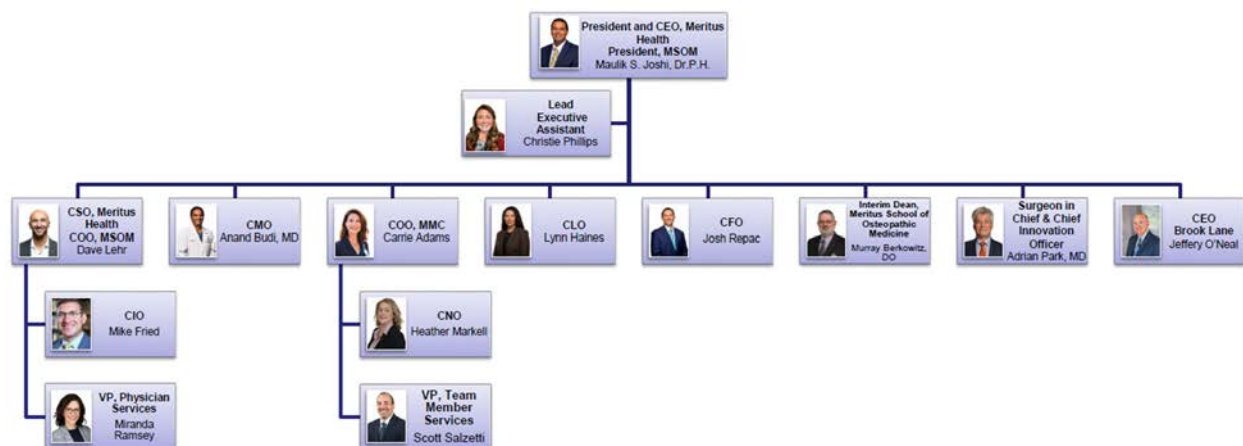 President and CEO, Meritus
Health
President, MSOM
Maulik S. Joshi, Dr.P.H.
Lead
Executive
Assistant
Christie Phillips
CSO, Meritus
Health
COO, MSOM
Dave Lehr
CMO
Anand Budi, MD
COO, MMC
Carrie Adams
CLO
Lynn Haines
CFO
Josh Repac
Interim Dean,
Meritus School of
Osteopathic
Medicine
Murray Berkowitz,
DO
Surgeon in
Chief & Chief
Innovation
Officer
Adrian Park, MD
CEO
Brook Lane
Jeffery O'Neal
CIO
Mike Fried
CNO
Heather Markell
VP, Physician
Services
Miranda
Ramsey
VP, Team
Member
Services
Scott Salzetti